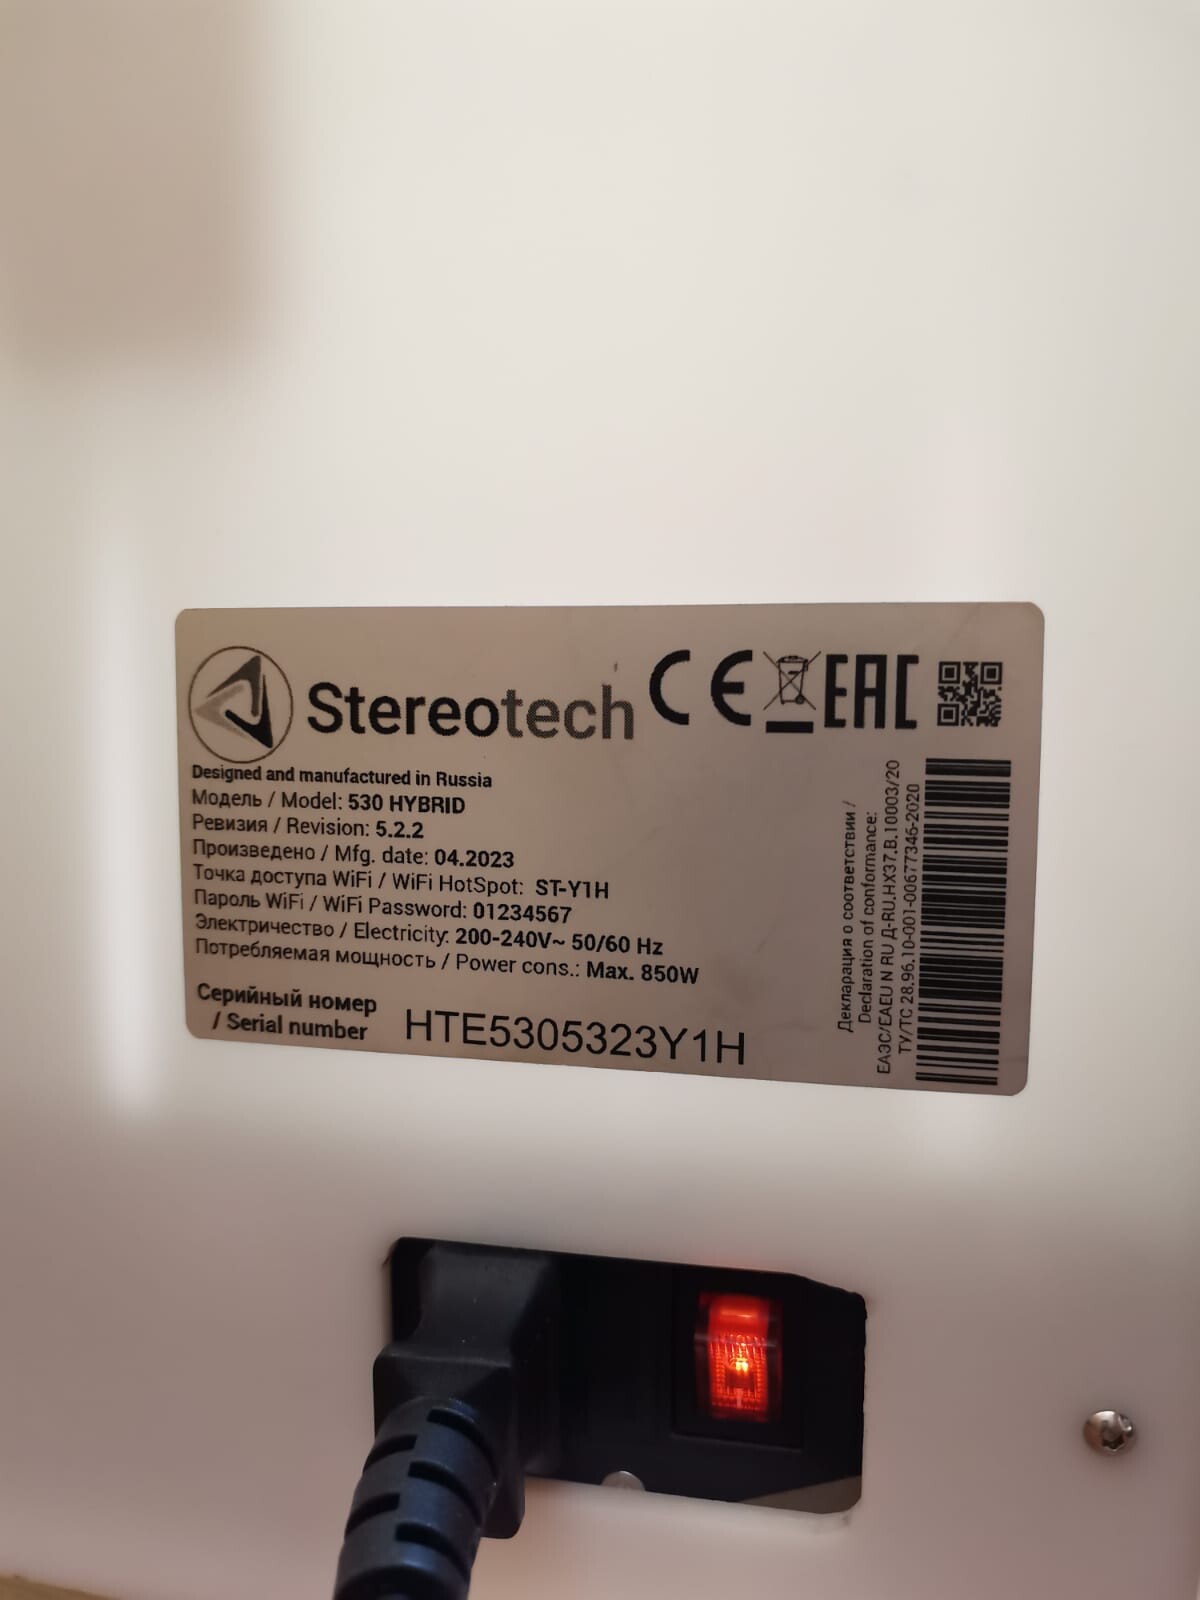 Stereotech CE EAC
Designed and manufactured in Russia
Модель / Model: 530 HYBRID
Ревизия / Revision: 5.2.2
Произведено / Mfg. date: 04.2023
Точка доступа WiFi / WiFi HotSpot: ST-Y1H
Пароль WiFi / WiFi Password: 01234567
Электричество / Electricity: 200-240V~ 50/60 Hz
Потребляемая мощность / Power cons.: Max. 850W
Серийный номер
/ Serial number HTE5305323Y1H
Декларация о соответствии /
Declaration of conformance:
ЕАЭС/EAEU N RU Д-RU.НХ37.В.10003/20
ТУ/TC 28.96.10-001-00677346-2020